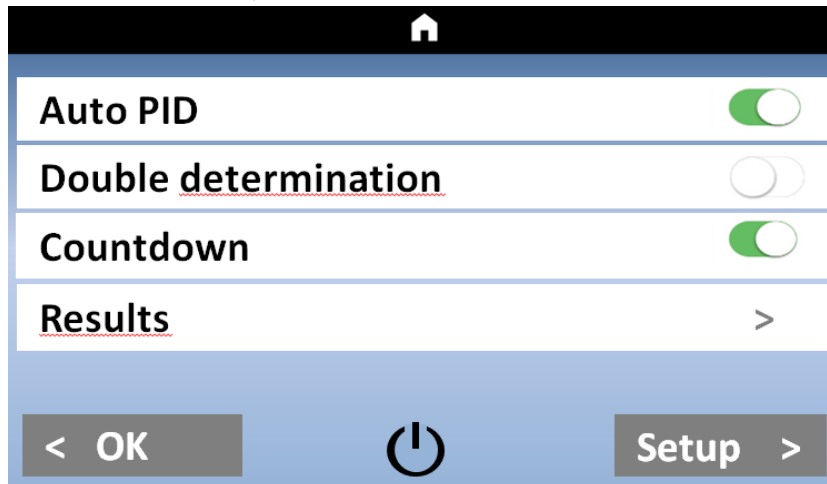 Auto PID
Double determination
Countdown
Results >
< OK
Setup >